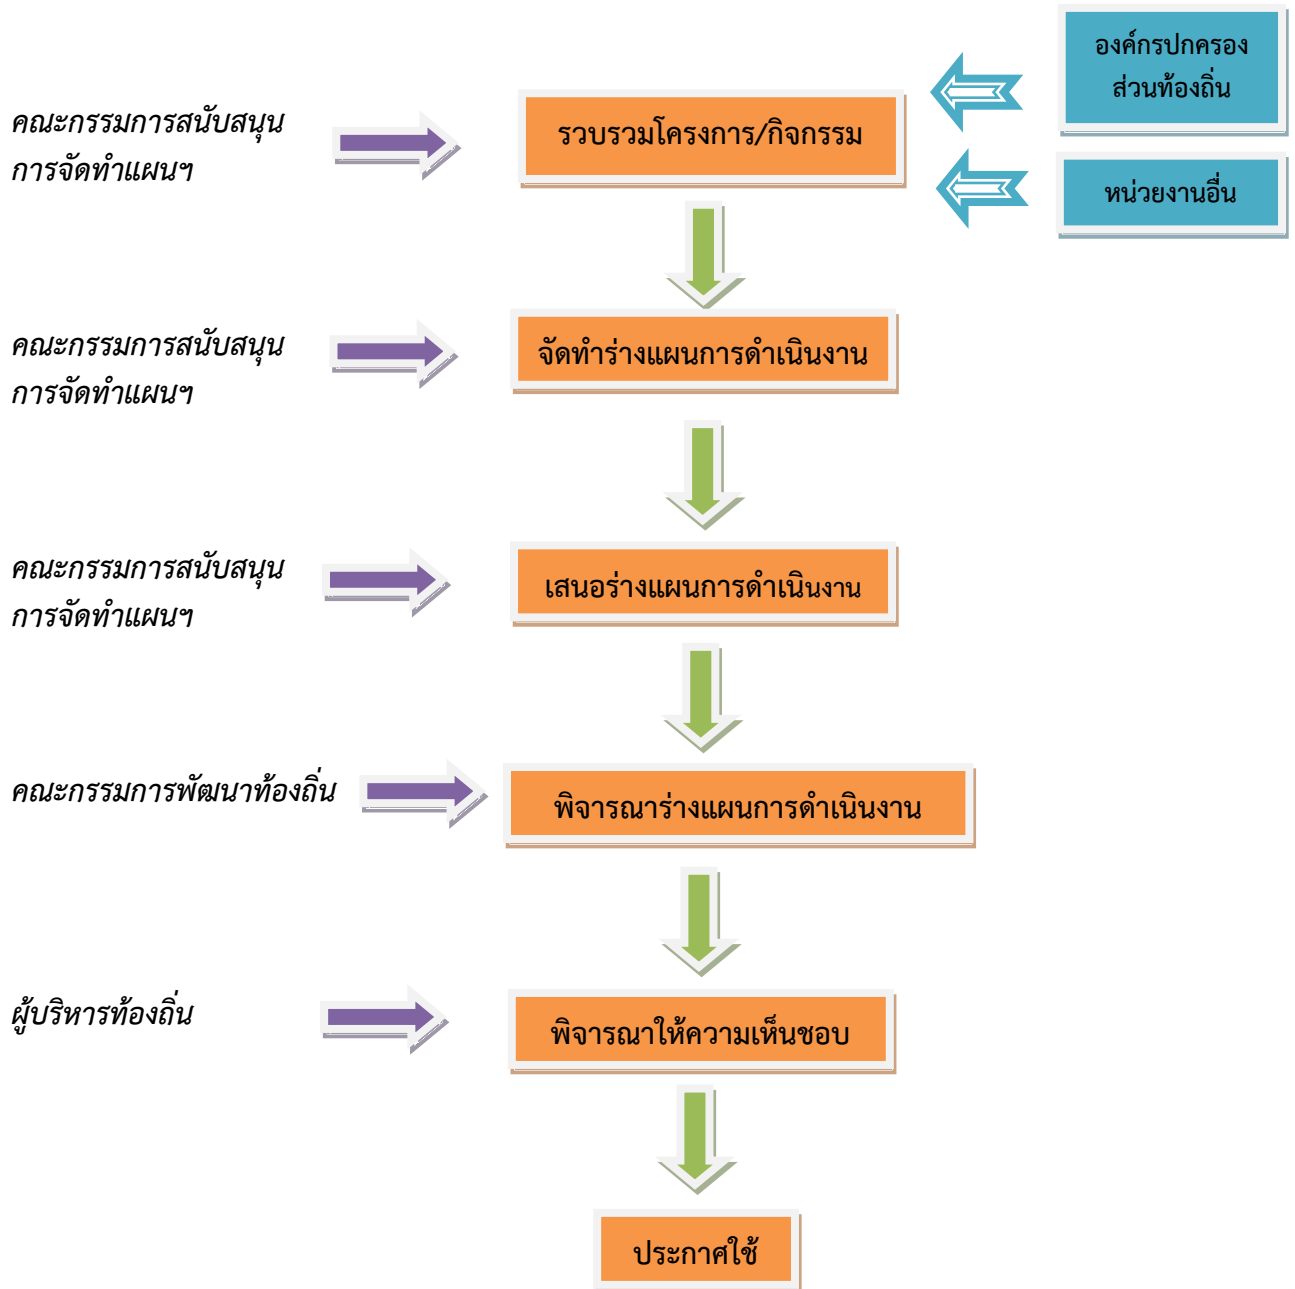 องค์กรปกครอง
ส่วนท้องถิ่น
คณะกรรมการสนับสนุน
การจัดทำแผนฯ
รวบรวมโครงการ/กิจกรรม
หน่วยงานอื่น
คณะกรรมการสนับสนุน
การจัดทำแผนฯ
จัดทำร่างแผนการดำเนินงาน
คณะกรรมการสนับสนุน
การจัดทำแผนฯ
เสนอร่างแผนการดำเนินงาน
คณะกรรมการพัฒนาท้องถิ่น
พิจารณาร่างแผนการดำเนินงาน
ผู้บริหารท้องถิ่น
พิจารณาให้ความเห็นชอบ
ประกาศใช้